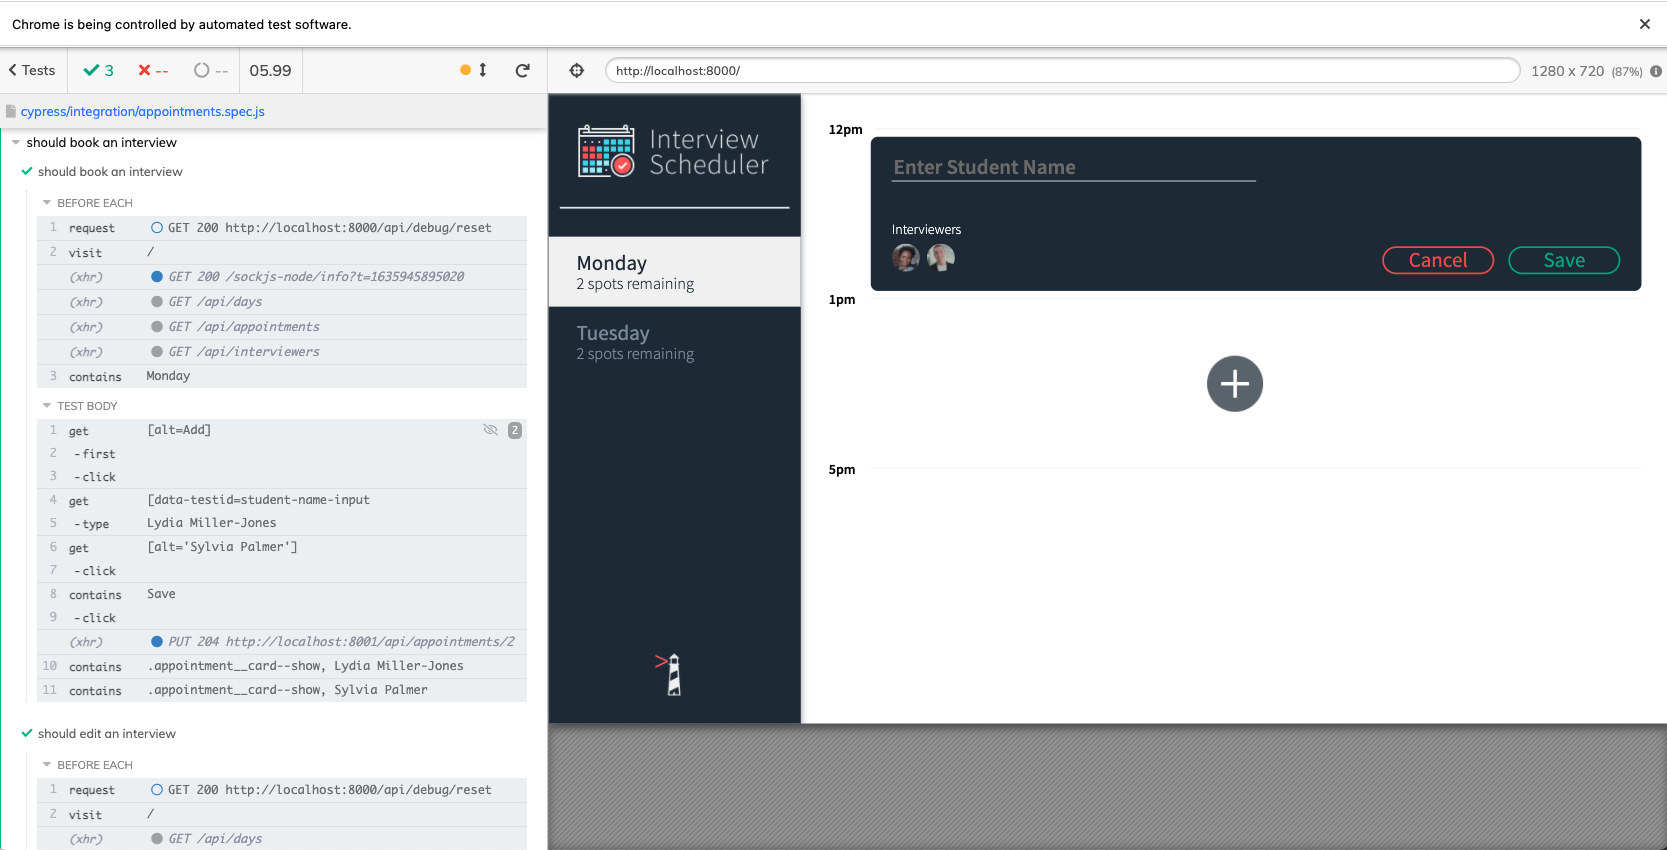 Chrome is being controlled by automated test software.
Tests 3 -- -- 05.99
http://localhost:8000/ 1280 x 720 (87%)
cypress/integration/appointments.spec.js
should book an interview
should book an interview
BEFORE EACH
1 request GET 200 http://localhost:8000/api/debug/reset
2 visit /
(xhr) GET 200 /sockjs-node/info?t=1635945895020
(xhr) GET /api/days
(xhr) GET /api/appointments
(xhr) GET /api/interviewers
3 contains Monday
TEST BODY
1 get [alt=Add] 2
2 -first
3 -click
4 get [data-testid=student-name-input
5 -type Lydia Miller-Jones
6 get [alt='Sylvia Palmer']
7 -click
8 contains Save
9 -click
(xhr) PUT 204 http://localhost:8001/api/appointments/2
10 contains .appointment__card--show, Lydia Miller-Jones
11 contains .appointment__card--show, Sylvia Palmer
should edit an interview
BEFORE EACH
1 request GET 200 http://localhost:8000/api/debug/reset
2 visit /
(xhr) GET /api/days
Interview
Scheduler
Monday
2 spots remaining
Tuesday
2 spots remaining
12pm
Enter Student Name
Interviewers
Cancel Save
1pm
5pm